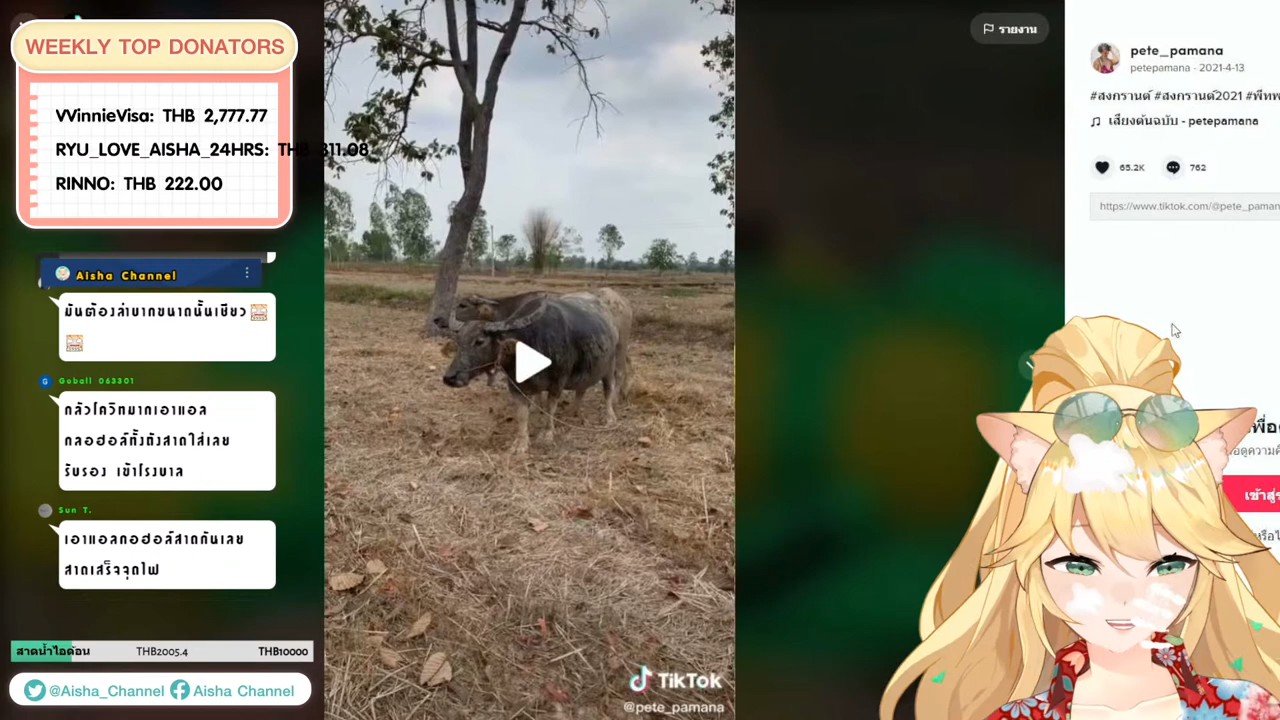 WEEKLY TOP DONATORS
VVinnieVisa: THB 2,777.77
RYU_LOVE_AISHA_24HRS: THB 311.08
RINNO: THB 222.00
Aisha Channel
มันต้องลำบากขนาดนั้นเชียว
Goball 063301
กลัวโควิทมากเอาแอล
กลอฮอล์ทั้งถังสาดใส่เลย
รับรอง เข้าโรงบาล
Sun T.
เอาแอลกอฮอล์สาดกันเลย
สาดเสร็จจุดไฟ
สาดน้ำไอต้อน THB2005.4 THB10000
@Aisha_Channel Aisha Channel
TikTok
@pete_pamana
รายงาน
pete_pamana
petepamana · 2021-4-13
#สงกรานต์ #สงกรานต์2021
เสียงต้นฉบับ - petepamana
65.2K 762
https://www.tiktok.com/@pete_paman
เข้าสู่